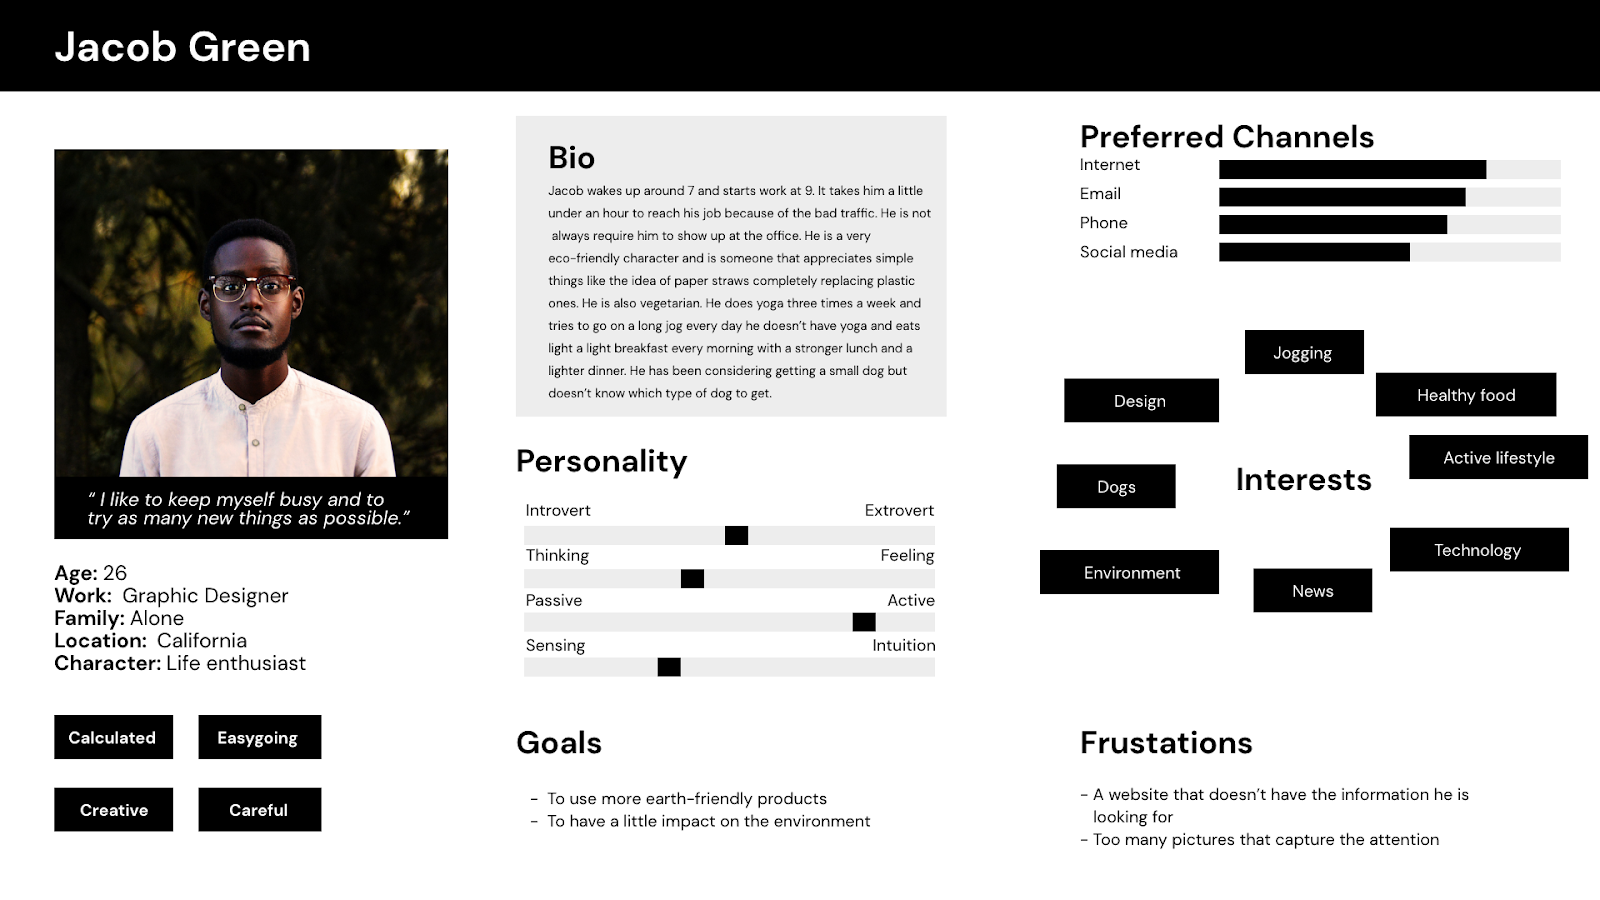 Jacob Green
“ I like to keep myself busy and to
try as many new things as possible.”
Age: 26
Work: Graphic Designer
Family: Alone
Location: California
Character: Life enthusiast
Calculated
Easygoing
Creative
Careful
Bio
Jacob wakes up around 7 and starts work at 9. It takes him a little
under an hour to reach his job because of the bad traffic. He is not
always require him to show up at the office. He is a very
eco-friendly character and is someone that appreciates simple
things like the idea of paper straws completely replacing plastic
ones. He is also vegetarian. He does yoga three times a week and
tries to go on a long jog every day he doesn’t have yoga and eats
light a light breakfast every morning with a stronger lunch and a
lighter dinner. He has been considering getting a small dog but
doesn’t know which type of dog to get.
Personality
Introvert Extrovert
Thinking Feeling
Passive Active
Sensing Intuition
Goals
- To use more earth-friendly products
- To have a little impact on the environment
Preferred Channels
Internet
Email
Phone
Social media
Jogging
Design
Healthy food
Active lifestyle
Dogs
Interests
Technology
Environment
News
Frustations
- A website that doesn’t have the information he is
looking for
- Too many pictures that capture the attention